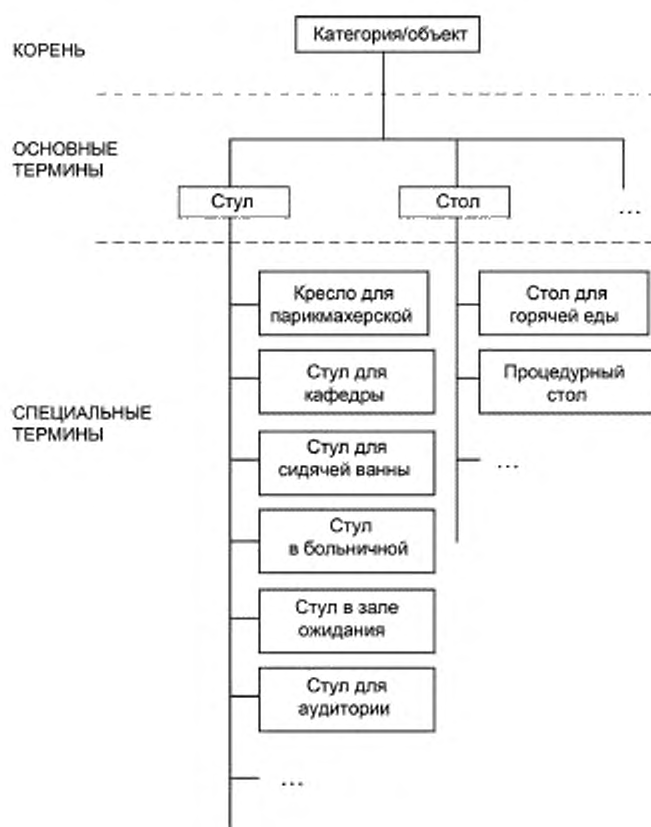 КОРЕНЬ
Категория/объект
ОСНОВНЫЕ
ТЕРМИНЫ
Стул
Стол
...
СПЕЦИАЛЬНЫЕ
ТЕРМИНЫ
Кресло для
парикмахерской
Стул для
кафедры
Стул для
сидячей ванны
Стул
в больничной
Стул в зале
ожидания
Стул для
аудитории
...
Стол для
горячей еды
Процедурный
стол
...